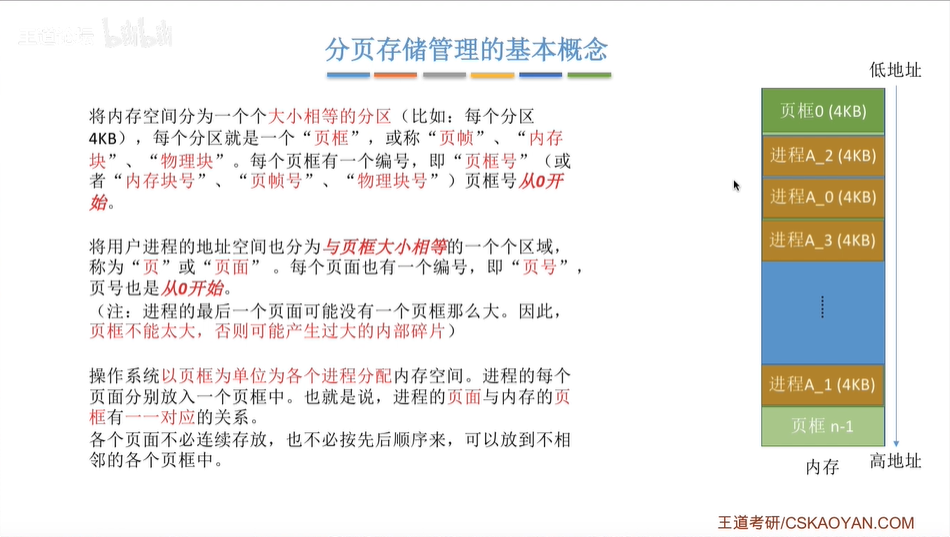 分页存储管理的基本概念
低地址
将内存空间分为一个个大小相等的分区（比如：每个分区
4KB），每个分区就是一个“页框”，或称“页帧”、“内存
块”、“物理块”。每个页框有一个编号，即“页框号”（或
者“内存块号”、“页帧号”、“物理块号”）页框号从0开
始。
将用户进程的地址空间也分为与页框大小相等的一个个区域，
称为“页”或“页面” 。每个页面也有一个编号，即“页号”，
页号也是从0开始。
（注：进程的最后一个页面可能没有一个页框那么大。因此，
页框不能太大，否则可能产生过大的内部碎片）
操作系统以页框为单位为各个进程分配内存空间。进程的每个
页面分别放入一个页框中。也就是说，进程的页面与内存的页
框有一一对应的关系。
各个页面不必连续存放，也不必按先后顺序来，可以放到不相
邻的各个页框中。
页框0 (4KB)
进程A_2 (4KB)
进程A_0 (4KB)
进程A_3 (4KB)
……
进程A_1 (4KB)
页框 n-1
内存
高地址
王道考研/CSKAOYAN.COM
bilibili